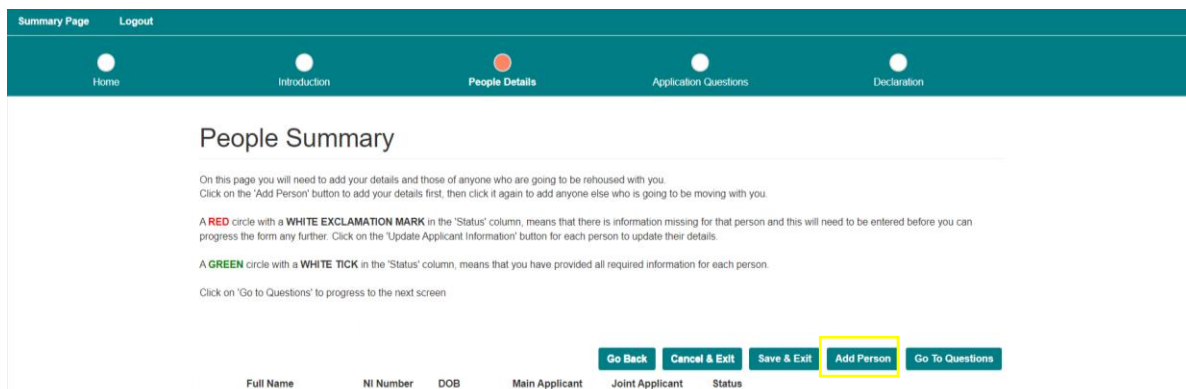 Summary Page Logout
Home Introduction People Details Application Questions Declaration
People Summary
On this page you will need to add your details and those of anyone who are going to be rehoused with you.
Click on the 'Add Person' button to add your details first, then click it again to add anyone else who is going to be moving with you.
A RED circle with a WHITE EXCLAMATION MARK in the 'Status' column, means that there is information missing for that person and this will need to be entered before you can
progress the form any further. Click on the 'Update Applicant Information' button for each person to update their details.
A GREEN circle with a WHITE TICK in the 'Status' column, means that you have provided all required information for each person.
Click on 'Go to Questions' to progress to the next screen
Go Back Cancel & Exit Save & Exit Add Person Go To Questions
Full Name NI Number DOB Main Applicant Joint Applicant Status